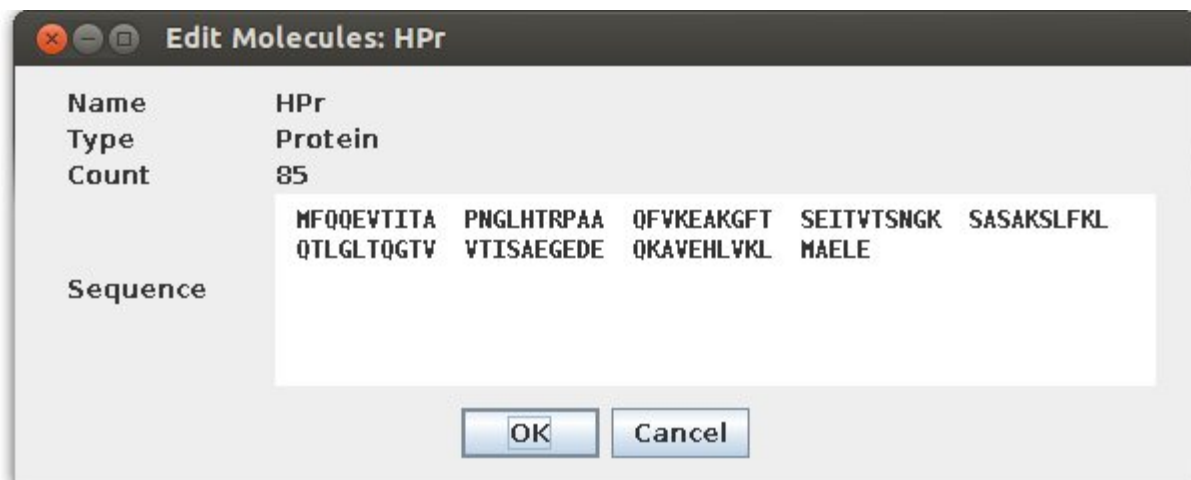 Edit Molecules: HPr
Name HPr
Type Protein
Count 85
MFQQEVTITA PNGLHTRPAA QFVKEAKGFT SEITVTSNGK SASAKSLFKL
QTLGLTQGTV VTISAEGEDE QKAVEHLVKL MAELE
Sequence
OK Cancel